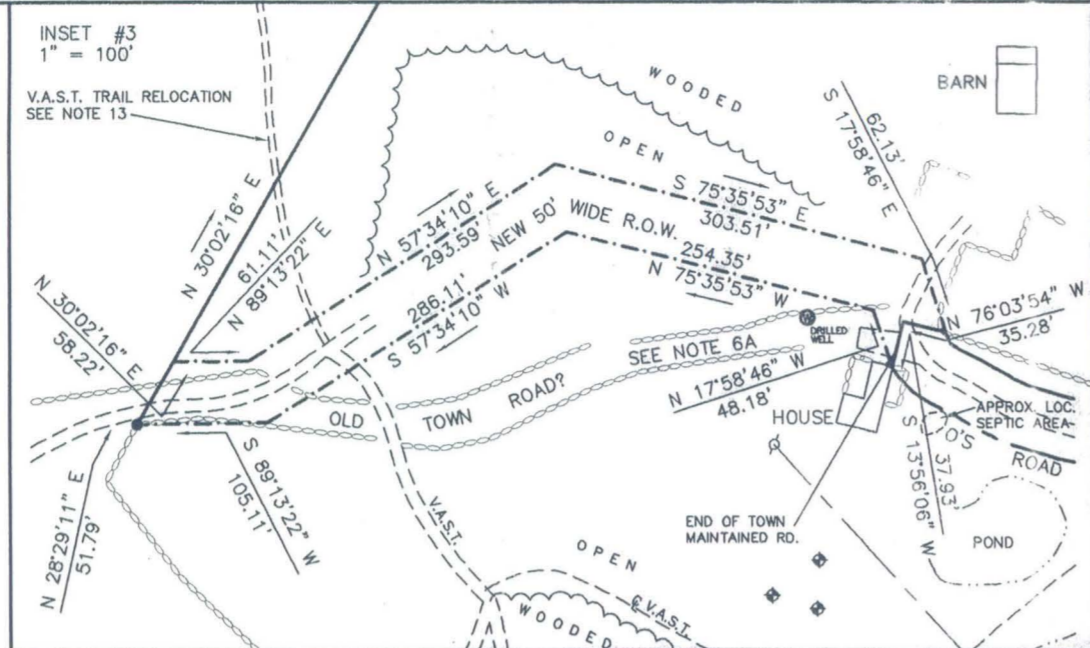 INSET #3
1" = 100'
V.A.S.T. TRAIL RELOCATION
SEE NOTE 13
WOODED
OPEN
BARN
62.13'
S 17°58'46" E
S 75°35'53" E
303.51'
N 57°34'10" E
293.59'
NEW 50' WIDE R.O.W.
254.35'
N 75°35'53" W
286.11'
S 57°34'10" W
N 30°02'16" E
61.11'
N 89°13'22" E
N 30°02'16" E
58.22'
N 76°03'54" W
35.28'
DRILLED
WELL
SEE NOTE 6A
N 17°58'46" W
48.18'
OLD TOWN ROAD?
HOUSE
APPROX. LOC.
SEPTIC AREA
O'S ROAD
37.93'
S 13°56'06" W
S 89°13'22" W
105.11'
N 28°29'11" E
51.79'
V.A.S.T.
END OF TOWN
MAINTAINED RD.
POND
OPEN
℄ V.A.S.T.
WOODED